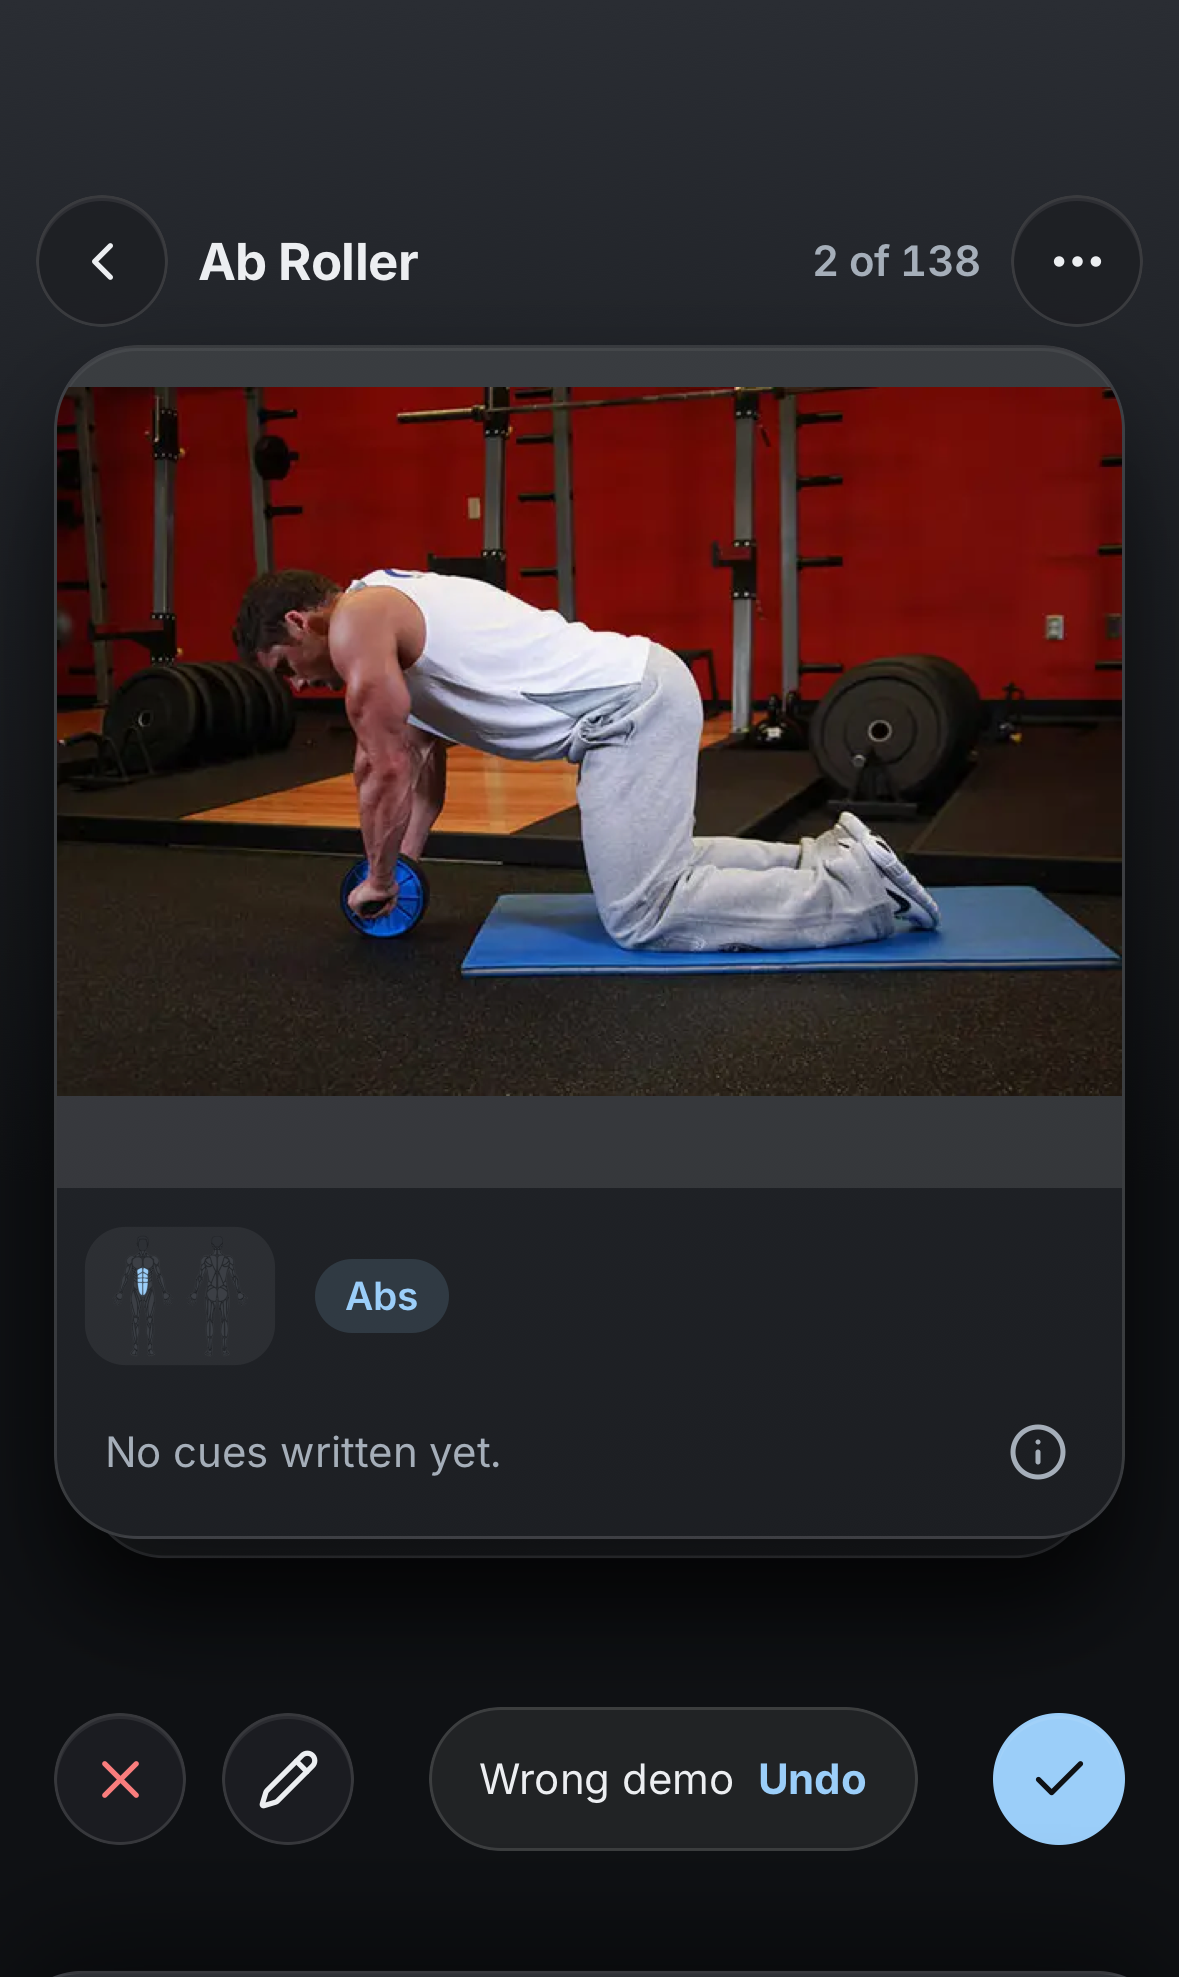 Ab Roller
2 of 138
Abs
No cues written yet.
Wrong demo Undo